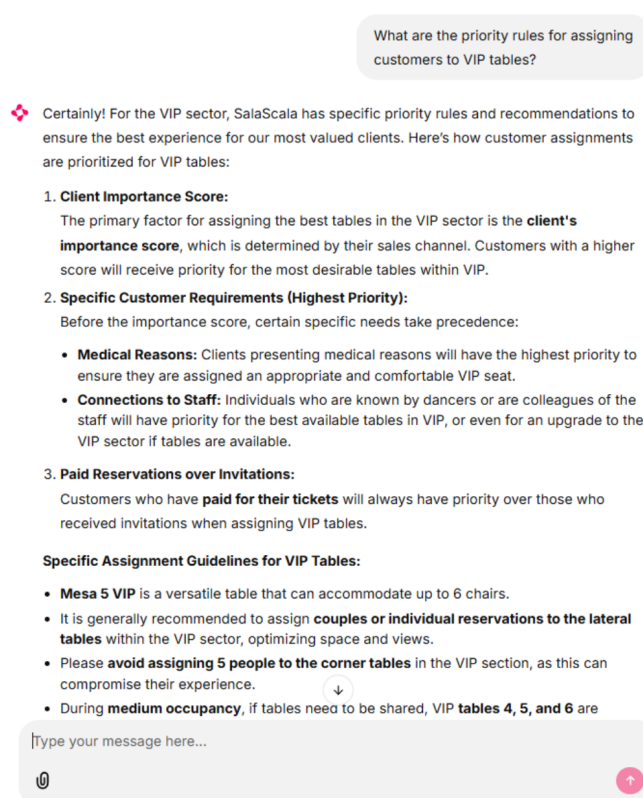 What are the priority rules for assigning
customers to VIP tables?
Certainly! For the VIP sector, SalaScala has specific priority rules and recommendations to
ensure the best experience for our most valued clients. Here's how customer assignments
are prioritized for VIP tables:
1. Client Importance Score:
The primary factor for assigning the best tables in the VIP sector is the client's
importance score, which is determined by their sales channel. Customers with a higher
score will receive priority for the most desirable tables within VIP.
2. Specific Customer Requirements (Highest Priority):
Before the importance score, certain specific needs take precedence:
• Medical Reasons: Clients presenting medical reasons will have the highest priority to
ensure they are assigned an appropriate and comfortable VIP seat.
• Connections to Staff: Individuals who are known by dancers or are colleagues of the
staff will have priority for the best available tables in VIP, or even for an upgrade to the
VIP sector if tables are available.
3. Paid Reservations over Invitations:
Customers who have paid for their tickets will always have priority over those who
received invitations when assigning VIP tables.
Specific Assignment Guidelines for VIP Tables:
• Mesa 5 VIP is a versatile table that can accommodate up to 6 chairs.
• It is generally recommended to assign couples or individual reservations to the lateral
tables within the VIP sector, optimizing space and views.
• Please avoid assigning 5 people to the corner tables in the VIP section, as this can
compromise their experience.
• During medium occupancy, if tables need to be shared, VIP tables 4, 5, and 6 are
Type your message here...